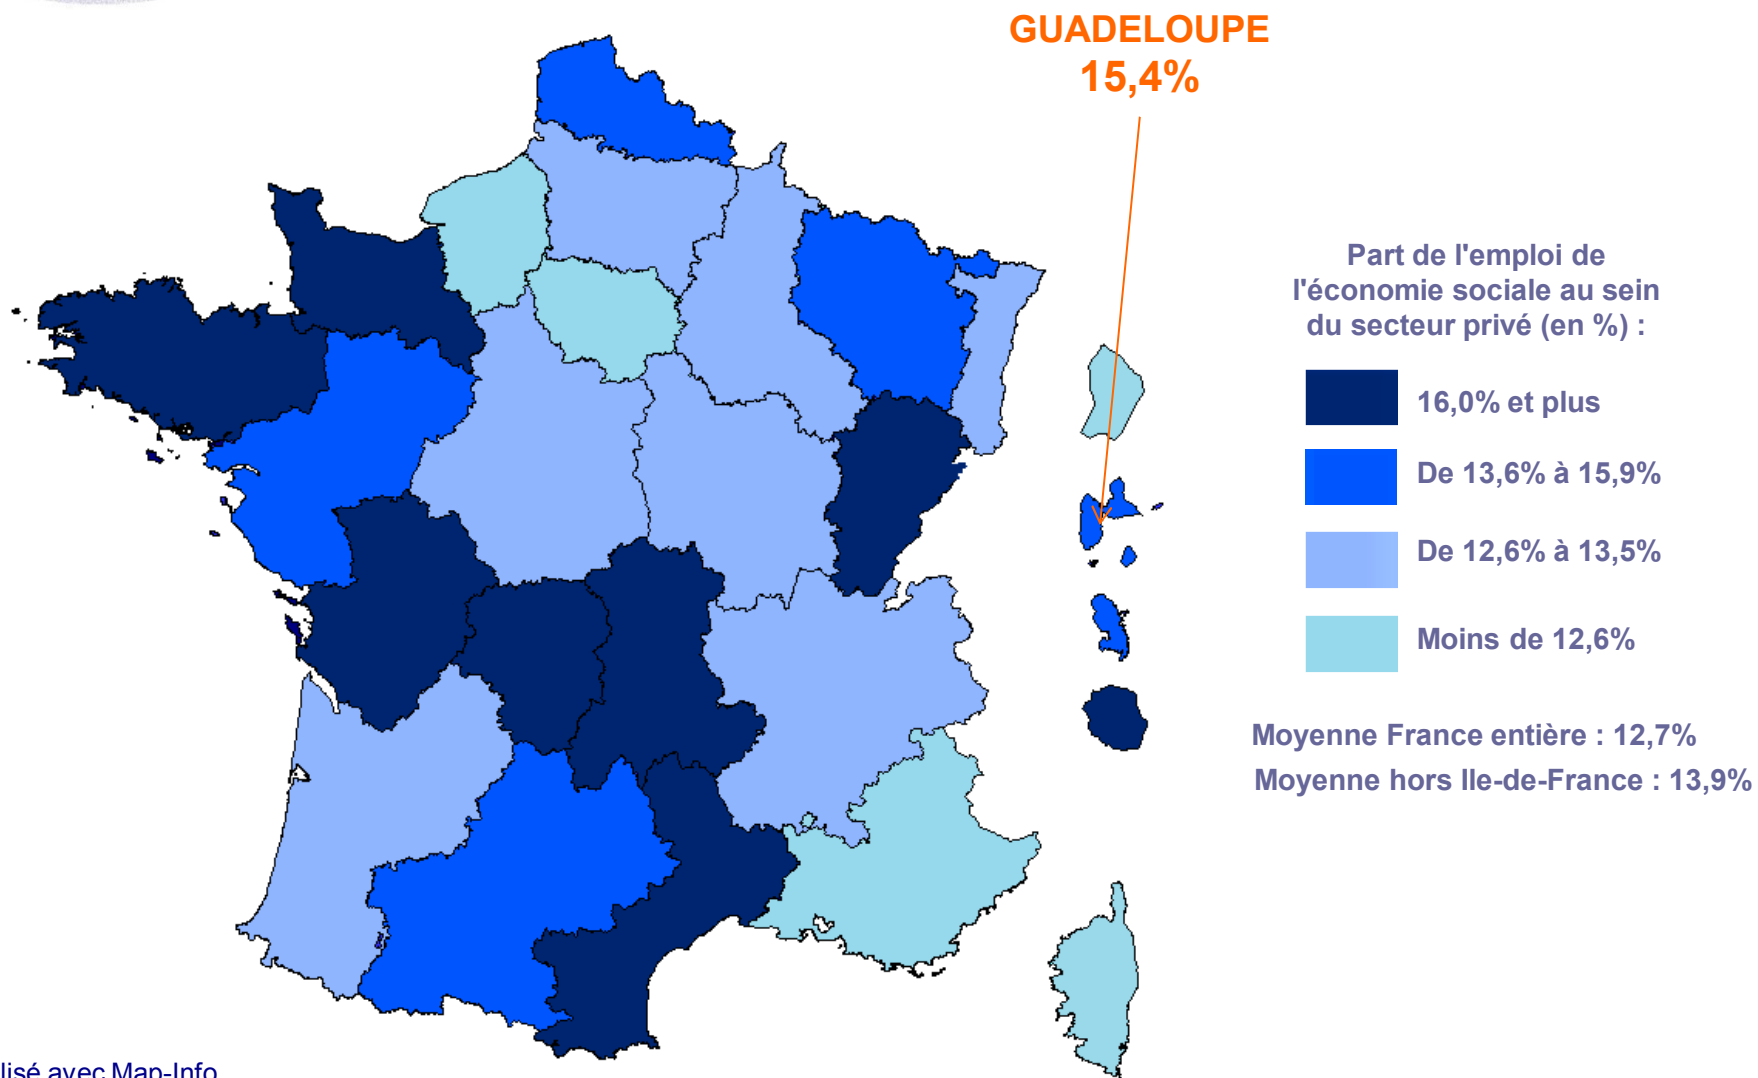 GUADELOUPE
15,4%
Part de l'emploi de
l'économie sociale au sein
du secteur privé (en %) :
16,0% et plus
De 13,6% à 15,9%
De 12,6% à 13,5%
Moins de 12,6%
Moyenne France entière : 12,7%
Moyenne hors Ile-de-France : 13,9%
lisé avec Map-Info